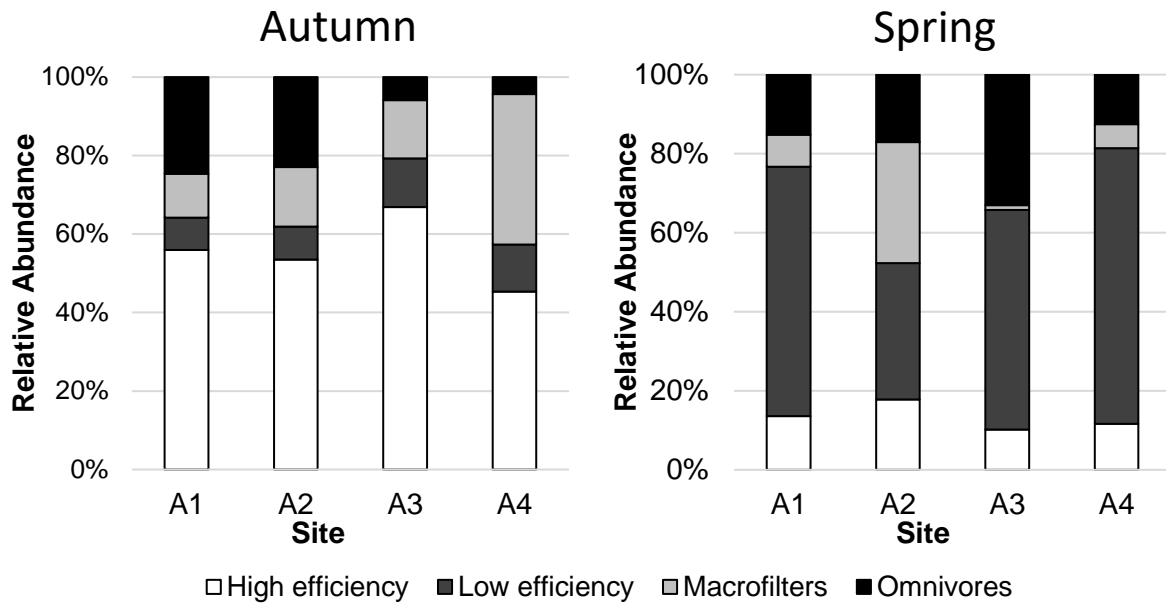 Autumn
Relative Abundance
100%
80%
60%
40%
20%
0%
A1 A2 A3 A4
Site
Spring
Relative Abundance
100%
80%
60%
40%
20%
0%
A1 A2 A3 A4
Site
High efficiency Low efficiency Macrofilters Omnivores